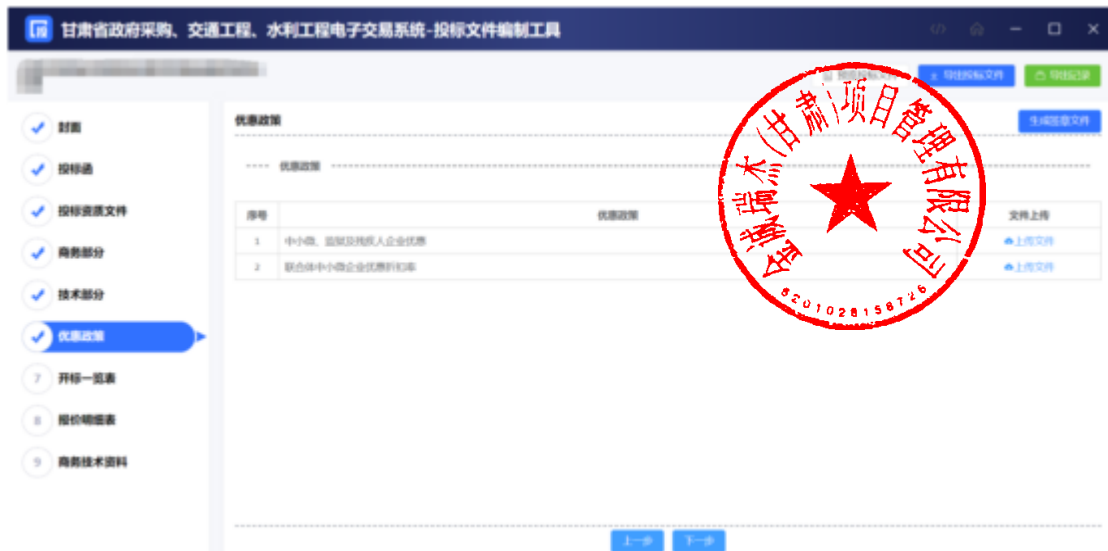 甘肃省政府采购、交通工程、水利工程电子交易系统-投标文件编制工具
导出投标文件
导出记录
封面
优惠政策
生成签章文件
投标函
优惠政策
投标资质文件
序号 优惠政策 文件上传
1 中小微、监狱及残疾人企业优惠 上传文件
商务部分
2 联合体中小微企业优惠折扣率 上传文件
技术部分
优惠政策
7 开标一览表
8 报价明细表
9 商务技术资料
上一步 下一步
金诚瑞杰(甘肃)项目管理有限公司
6201028158726